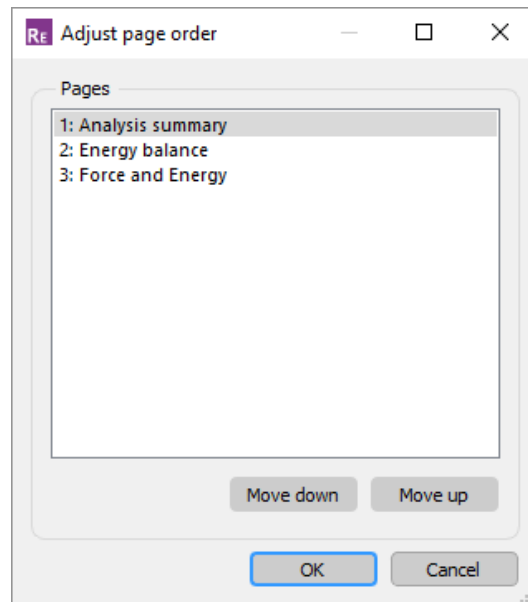 RE Adjust page order
Pages
1: Analysis summary
2: Energy balance
3: Force and Energy
Move down Move up
OK Cancel